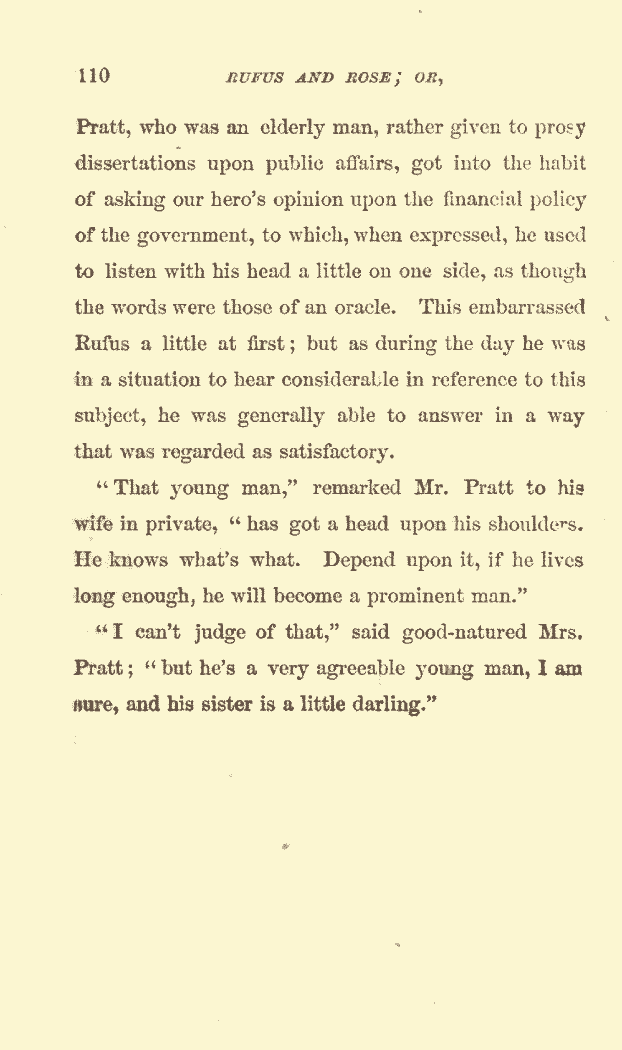 110 RUFUS AND ROSE; OR,
Pratt, who was an elderly man, rather given to prosy
dissertations upon public affairs, got into the habit
of asking our hero's opinion upon the financial policy
of the government, to which, when expressed, he used
to listen with his head a little on one side, as though
the words were those of an oracle. This embarrassed
Rufus a little at first; but as during the day he was
in a situation to hear considerable in reference to this
subject, he was generally able to answer in a way
that was regarded as satisfactory.
“That young man,” remarked Mr. Pratt to his
wife in private, “has got a head upon his shoulders.
He knows what's what. Depend upon it, if he lives
long enough, he will become a prominent man.”
“I can't judge of that,” said good-natured Mrs.
Pratt; “but he's a very agreeable young man, I am
sure, and his sister is a little darling.”